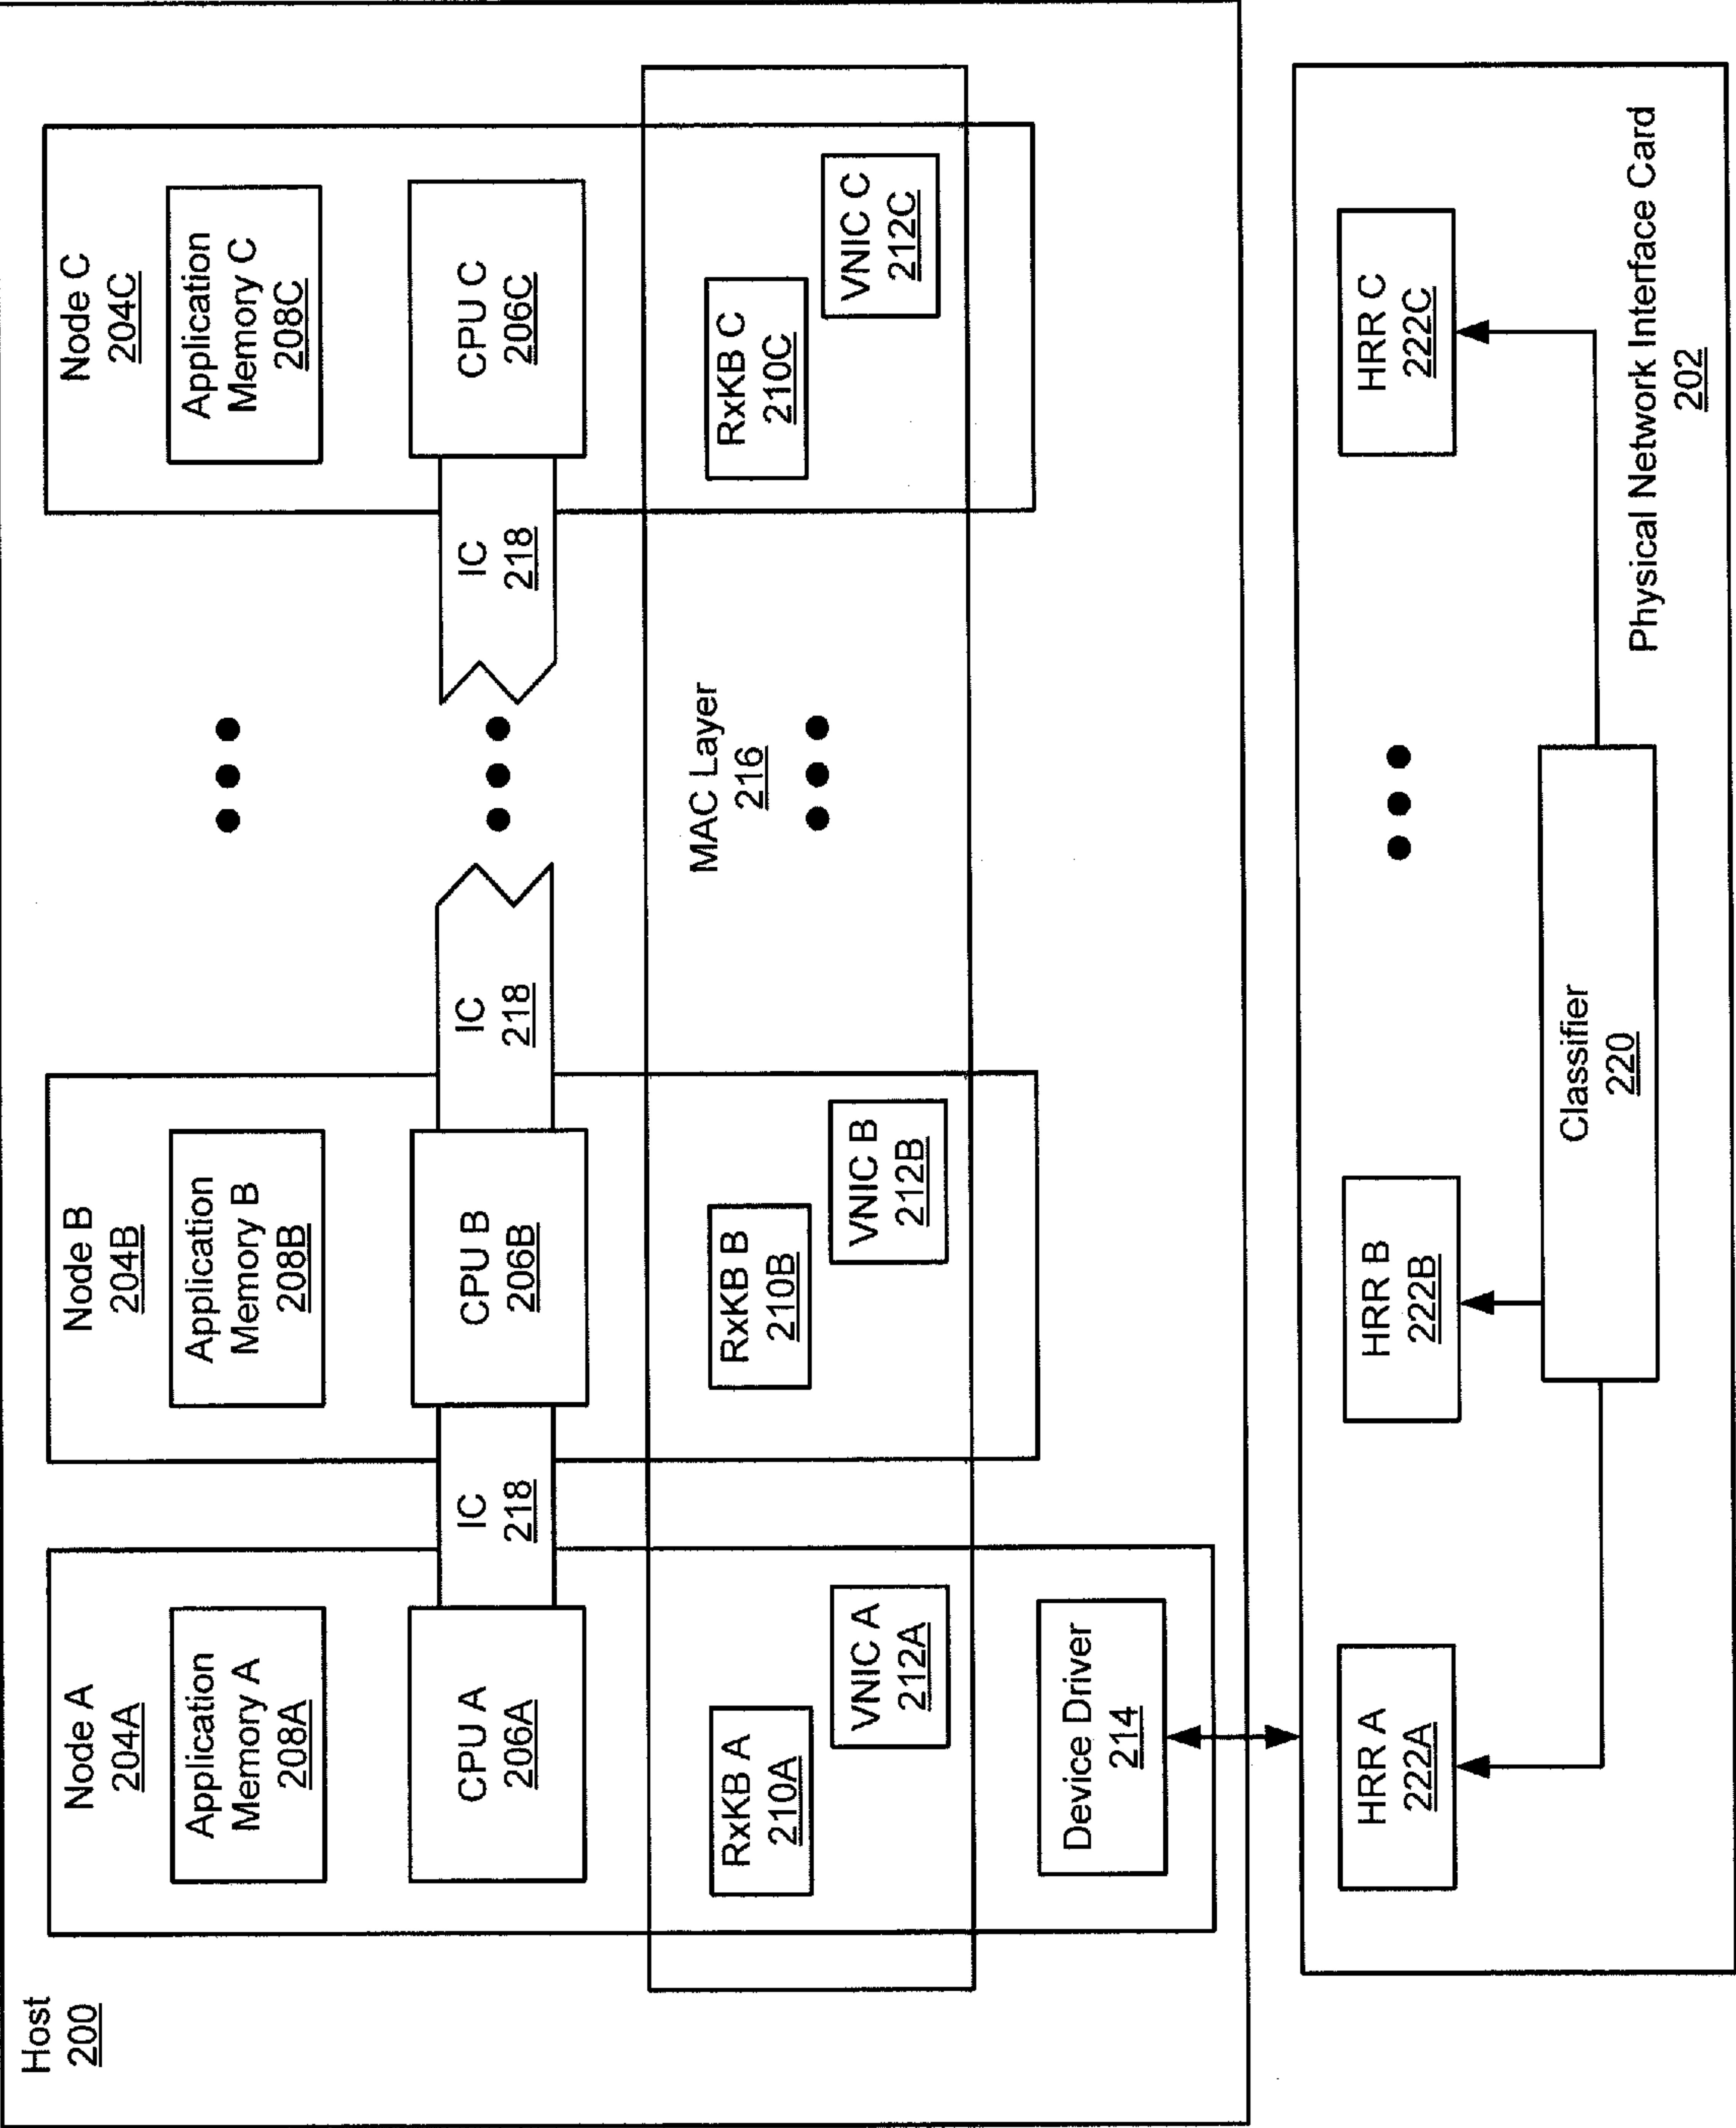 Host
200
Node A
204A
Application
Memory A
208A
CPU A
206A
RxKB A
210A
VNIC A
212A
Device Driver
214
IC
218
Node B
204B
Application
Memory B
208B
CPU B
206B
RxKB B
210B
VNIC B
212B
IC
218
MAC Layer
216
IC
218
Node C
204C
Application
Memory C
208C
CPU C
206C
RxKB C
210C
VNIC C
212C
HRR A
222A
HRR B
222B
HRR C
222C
Classifier
220
Physical Network Interface Card
202